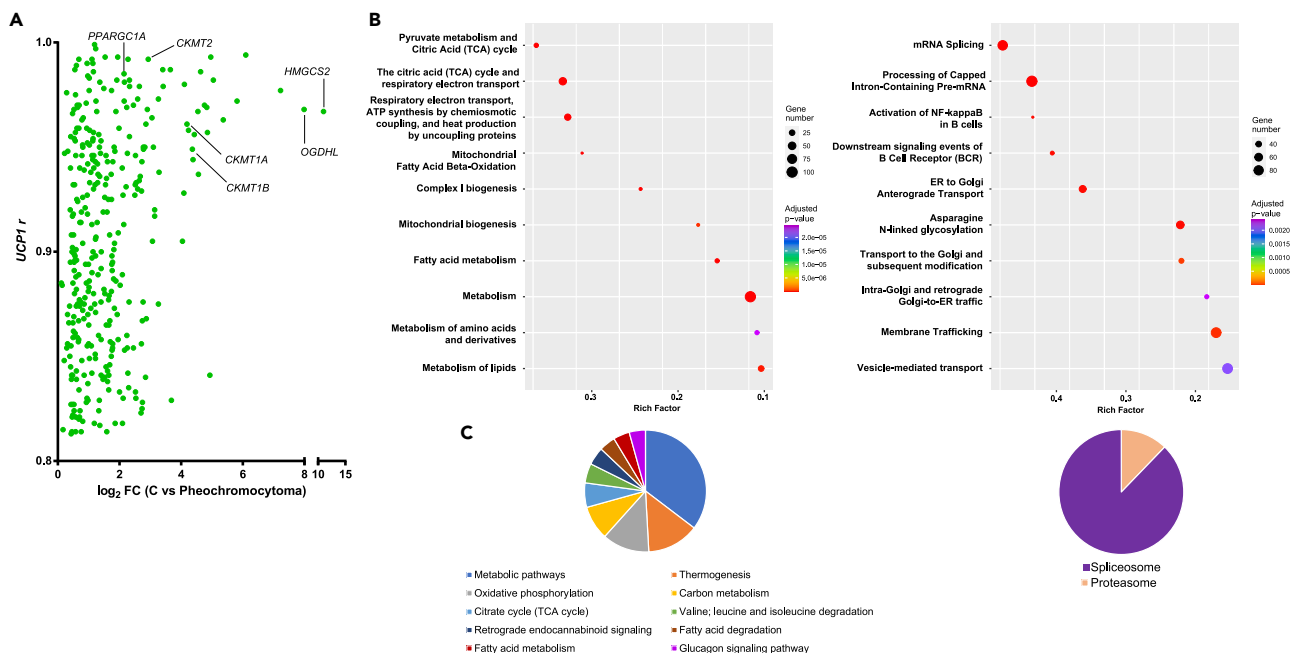 A
PPARGC1A
CKMT2
HMGCS2
CKMT1A
OGDHL
CKMT1B
1.0
0.9
0.8
UCP1 r
0
2
4
6
8
10
15
log2 FC (C vs Pheochromocytoma)
B
Pyruvate metabolism and
Citric Acid (TCA) cycle
The citric acid (TCA) cycle and
respiratory electron transport
Respiratory electron transport,
ATP synthesis by chemiosmotic
coupling, and heat production
by uncoupling proteins
Mitochondrial
Fatty Acid Beta-Oxidation
Complex I biogenesis
Mitochondrial biogenesis
Fatty acid metabolism
Metabolism
Metabolism of amino acids
and derivatives
Metabolism of lipids
0.3
0.2
0.1
Rich Factor
Gene
number
25
50
75
100
Adjusted
p-value
2,0e-05
1,5e-05
1,0e-05
5,0e-06
mRNA Splicing
Processing of Capped
Intron-Containing Pre-mRNA
Activation of NF-kappaB
in B cells
Downstream signaling events of
B Cell Receptor (BCR)
ER to Golgi
Anterograde Transport
Asparagine
N-linked glycosylation
Transport to the Golgi and
subsequent modification
Intra-Golgi and retrograde
Golgi-to-ER traffic
Membrane Trafficking
Vesicle-mediated transport
0.4
0.3
0.2
Rich Factor
Gene
number
40
60
80
Adjusted
p-value
0.0020
0.0015
0.0010
0.0005
C
Metabolic pathways
Thermogenesis
Oxidative phosphorylation
Carbon metabolism
Citrate cycle (TCA cycle)
Valine; leucine and isoleucine degradation
Retrograde endocannabinoid signaling
Fatty acid degradation
Fatty acid metabolism
Glucagon signaling pathway
Spliceosome
Proteasome